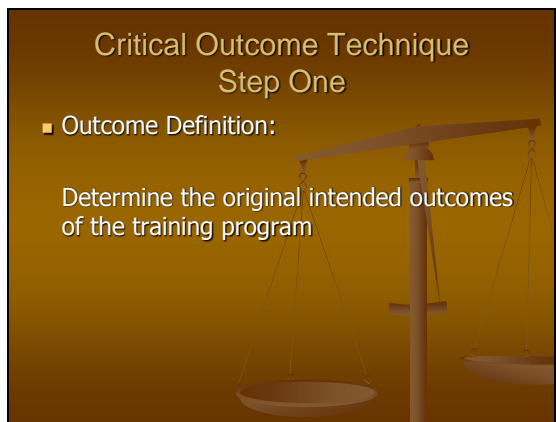 Critical Outcome Technique
Step One
Outcome Definition:
Determine the original intended outcomes
of the training program